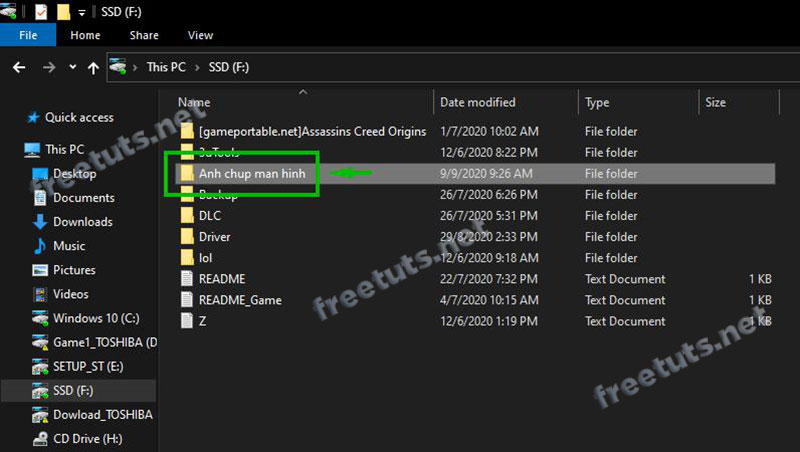 SSD (F:)
File Home Share View
This PC SSD (F:)
Name Date modified Type Size
Quick access
This PC
Desktop
Documents
Downloads
Music
Pictures
Videos
Windows 10 (C:)
Game1_TOSHIBA (D
SETUP_ST (E:)
SSD (F:)
Dowload_TOSHIBA
CD Drive (H:)
[gameportable.net]Assassins Creed Origins 1/7/2020 10:02 AM File folder
3uTools 12/6/2020 8:22 PM File folder
Anh chup man hinh 9/9/2020 9:26 AM File folder
Backup 26/7/2020 6:26 PM File folder
DLC 26/7/2020 5:31 PM File folder
Driver 29/8/2020 2:33 PM File folder
lol 12/6/2020 9:18 AM File folder
README 22/7/2020 7:32 PM Text Document 1 KB
README_Game 4/7/2020 10:15 AM Text Document 1 KB
Z 12/6/2020 1:19 PM Text Document 1 KB
freetuts.net
freetuts.net
freetuts.net